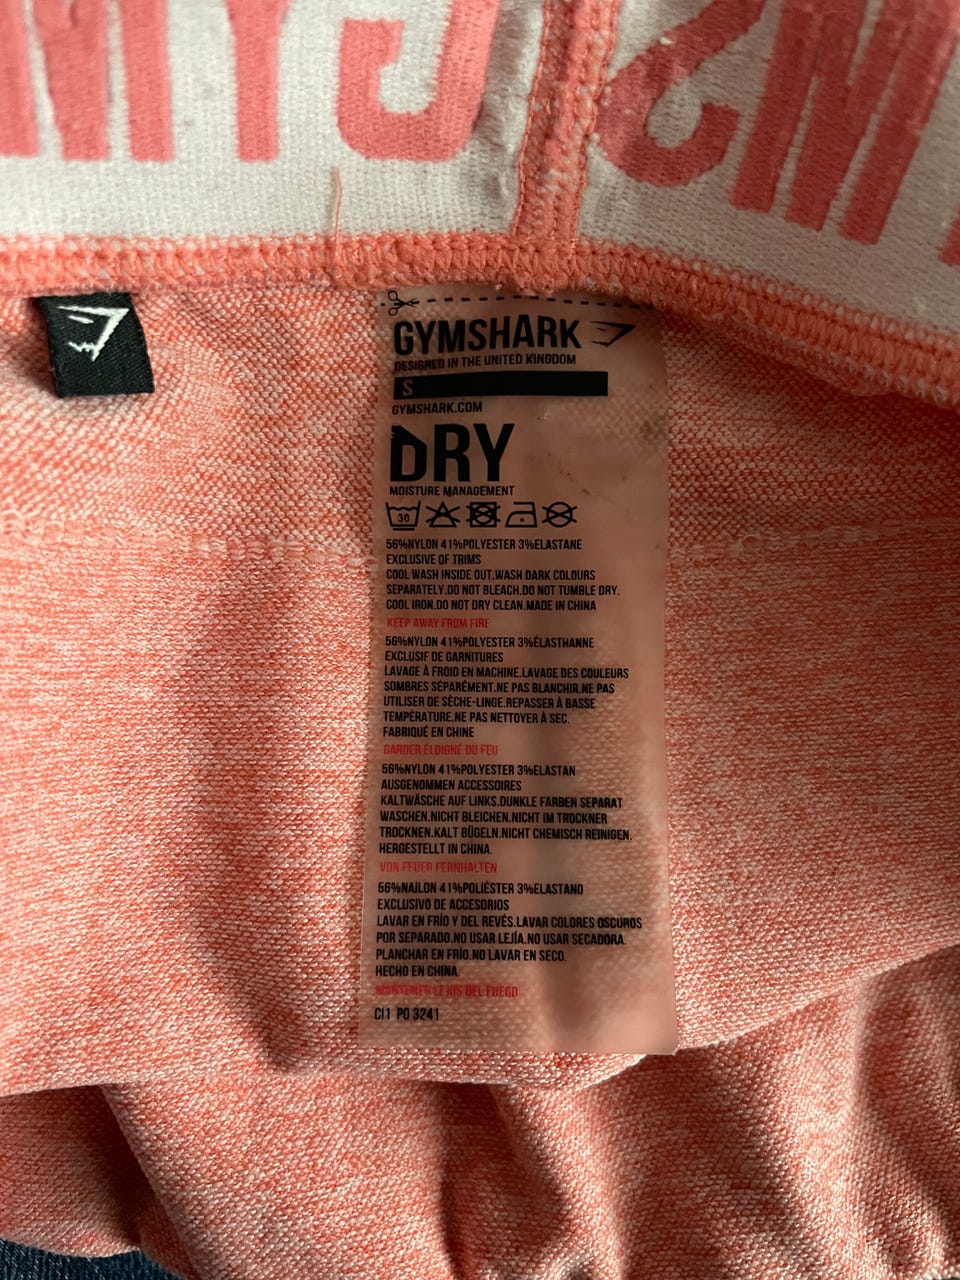 GYMS
GYMSHARK
DESIGNED IN THE UNITED KINGDOM
S
GYMSHARK.COM
DRY
MOISTURE MANAGEMENT
30
56%NYLON 41%POLYESTER 3%ELASTANE
EXCLUSIVE OF TRIMS
COOL WASH INSIDE OUT.WASH DARK COLOURS
SEPARATELY.DO NOT BLEACH.DO NOT TUMBLE DRY.
COOL IRON.DO NOT DRY CLEAN.MADE IN CHINA
KEEP AWAY FROM FIRE
56%NYLON 41%POLYESTER 3%ÉLASTHANNE
EXCLUSIF DE GARNITURES
LAVAGE À FROID EN MACHINE.LAVAGE DES COULEURS
SOMBRES SÉPARÉMENT.NE PAS BLANCHIR.NE PAS
UTILISER DE SÈCHE-LINGE.REPASSER À BASSE
TEMPÉRATURE.NE PAS NETTOYER À SEC.
FABRIQUÉ EN CHINE
GARDER ÉLOIGNÉ DU FEU
56%NYLON 41%POLYESTER 3%ELASTAN
AUSGENOMMEN ACCESSOIRES
KALTWÄSCHE AUF LINKS.DUNKLE FARBEN SEPARAT
WASCHEN.NICHT BLEICHEN.NICHT IM TROCKNER
TROCKNEN.KALT BÜGELN.NICHT CHEMISCH REINIGEN.
HERGESTELLT IN CHINA.
VON FEUER FERNHALTEN
56%NAILON 41%POLIÉSTER 3%ELASTANO
EXCLUSIVO DE ACCESORIOS
LAVAR EN FRÍO Y DEL REVÉS.LAVAR COLORES OSCUROS
POR SEPARADO.NO USAR LEJÍA.NO USAR SECADORA.
PLANCHAR EN FRÍO.NO LAVAR EN SECO.
HECHO EN CHINA.
MANTENER LEJOS DEL FUEGO
CI1 PO 3241